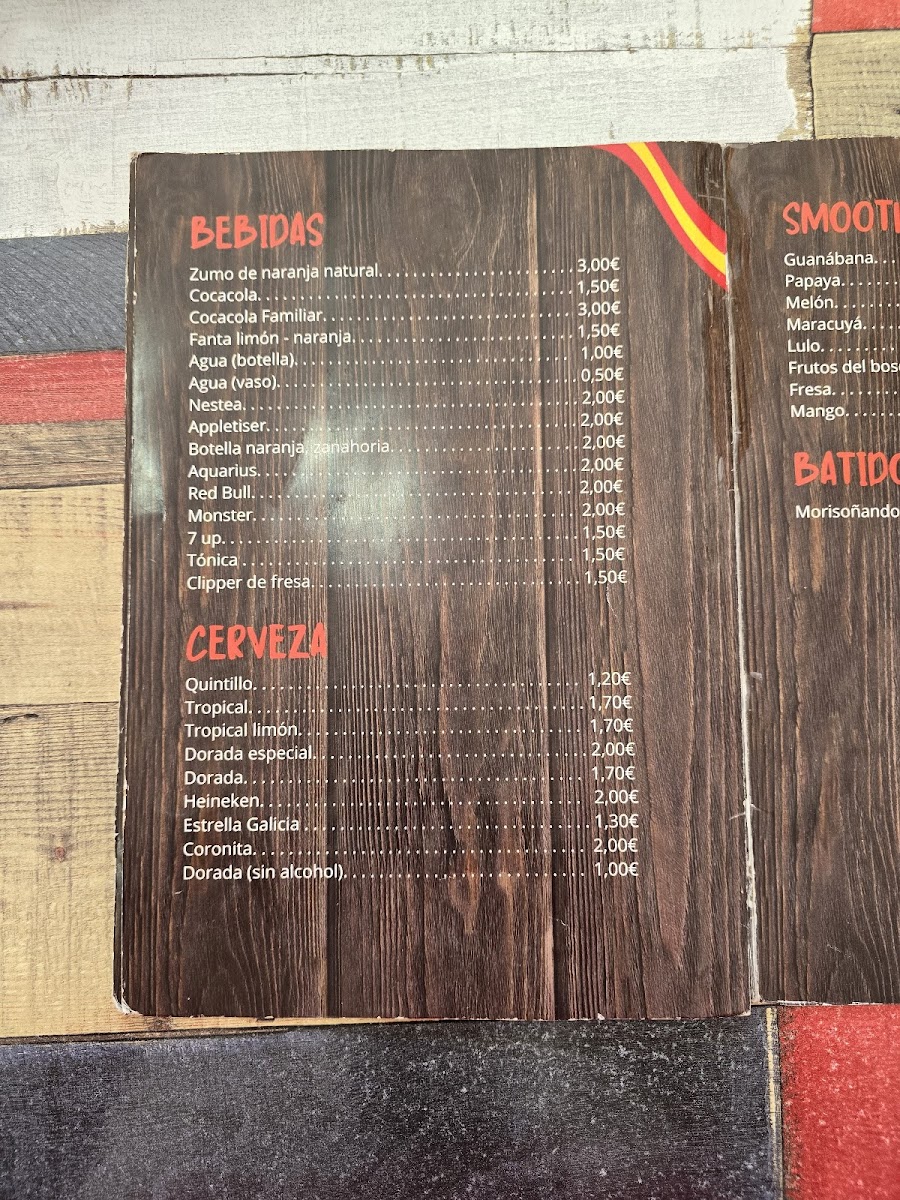 BEBIDAS
Zumo de naranja natural. . . . . . . . . . . . . . . . . . . . . . . . . . . . 3,00€
Cocacola. . . . . . . . . . . . . . . . . . . . . . . . . . . . . . . . . . . . . . . . . . . . . 1,50€
Cocacola Familiar. . . . . . . . . . . . . . . . . . . . . . . . . . . . . . . . . . . . 3,00€
Fanta limón - naranja. . . . . . . . . . . . . . . . . . . . . . . . . . . . . . . . 1,50€
Agua (botella). . . . . . . . . . . . . . . . . . . . . . . . . . . . . . . . . . . . . . . . 1,00€
Agua (vaso). . . . . . . . . . . . . . . . . . . . . . . . . . . . . . . . . . . . . . . . . . 0,50€
Nestea. . . . . . . . . . . . . . . . . . . . . . . . . . . . . . . . . . . . . . . . . . . . . . . 2,00€
Appletiser. . . . . . . . . . . . . . . . . . . . . . . . . . . . . . . . . . . . . . . . . . . . 2,00€
Botella naranja, zanahoria. . . . . . . . . . . . . . . . . . . . . . . . . . . 2,00€
Aquarius. . . . . . . . . . . . . . . . . . . . . . . . . . . . . . . . . . . . . . . . . . . . . 2,00€
Red Bull. . . . . . . . . . . . . . . . . . . . . . . . . . . . . . . . . . . . . . . . . . . . . . 2,00€
Monster. . . . . . . . . . . . . . . . . . . . . . . . . . . . . . . . . . . . . . . . . . . . . . 2,00€
7 up. . . . . . . . . . . . . . . . . . . . . . . . . . . . . . . . . . . . . . . . . . . . . . . . . . 1,50€
Tónica . . . . . . . . . . . . . . . . . . . . . . . . . . . . . . . . . . . . . . . . . . . . . . . 1,50€
Clipper de fresa. . . . . . . . . . . . . . . . . . . . . . . . . . . . . . . . . . . . . . 1,50€
CERVEZA
Quintillo. . . . . . . . . . . . . . . . . . . . . . . . . . . . . . . . . . . . . . . . . . . . . . 1,20€
Tropical. . . . . . . . . . . . . . . . . . . . . . . . . . . . . . . . . . . . . . . . . . . . . . 1,70€
Tropical limón. . . . . . . . . . . . . . . . . . . . . . . . . . . . . . . . . . . . . . . . 1,70€
Dorada especial. . . . . . . . . . . . . . . . . . . . . . . . . . . . . . . . . . . . . . 2,00€
Dorada. . . . . . . . . . . . . . . . . . . . . . . . . . . . . . . . . . . . . . . . . . . . . . . 1,70€
Heineken. . . . . . . . . . . . . . . . . . . . . . . . . . . . . . . . . . . . . . . . . . . . . 2,00€
Estrella Galicia . . . . . . . . . . . . . . . . . . . . . . . . . . . . . . . . . . . . . . . 1,30€
Coronita. . . . . . . . . . . . . . . . . . . . . . . . . . . . . . . . . . . . . . . . . . . . . . 2,00€
Dorada (sin alcohol). . . . . . . . . . . . . . . . . . . . . . . . . . . . . . . . . 1,00€
SMOOT
Guanábana. . .
Papaya. . . . . .
Melón. . . . . . .
Maracuyá. . . .
Lulo. . . . . . . . .
Frutos del bos
Fresa. . . . . . . .
Mango. . . . . .
BATIDO
Morisoñando